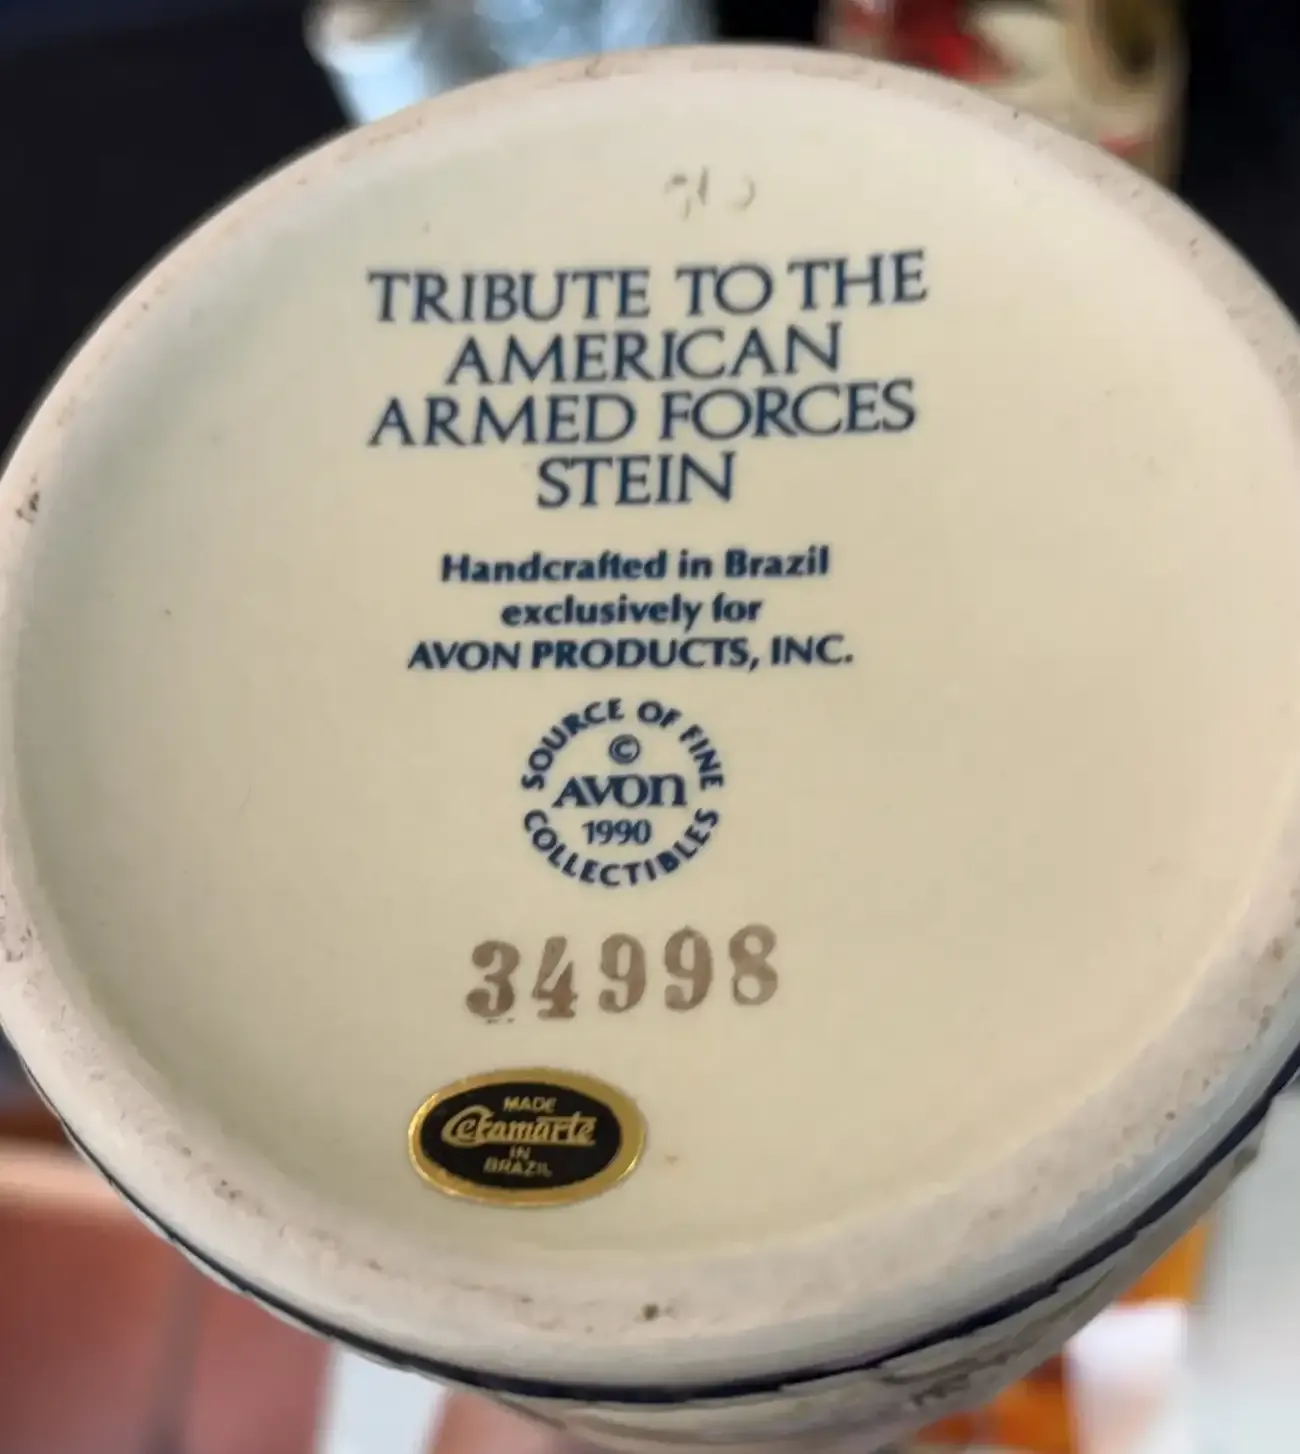 TRIBUTE TO THE
AMERICAN
ARMED FORCES
STEIN
Handcrafted in Brazil
exclusively for
AVON PRODUCTS, INC.
SOURCE OF FINE
©
AVON
1990
COLLECTIBLES
34998
MADE
Ceramarte
IN
BRAZIL